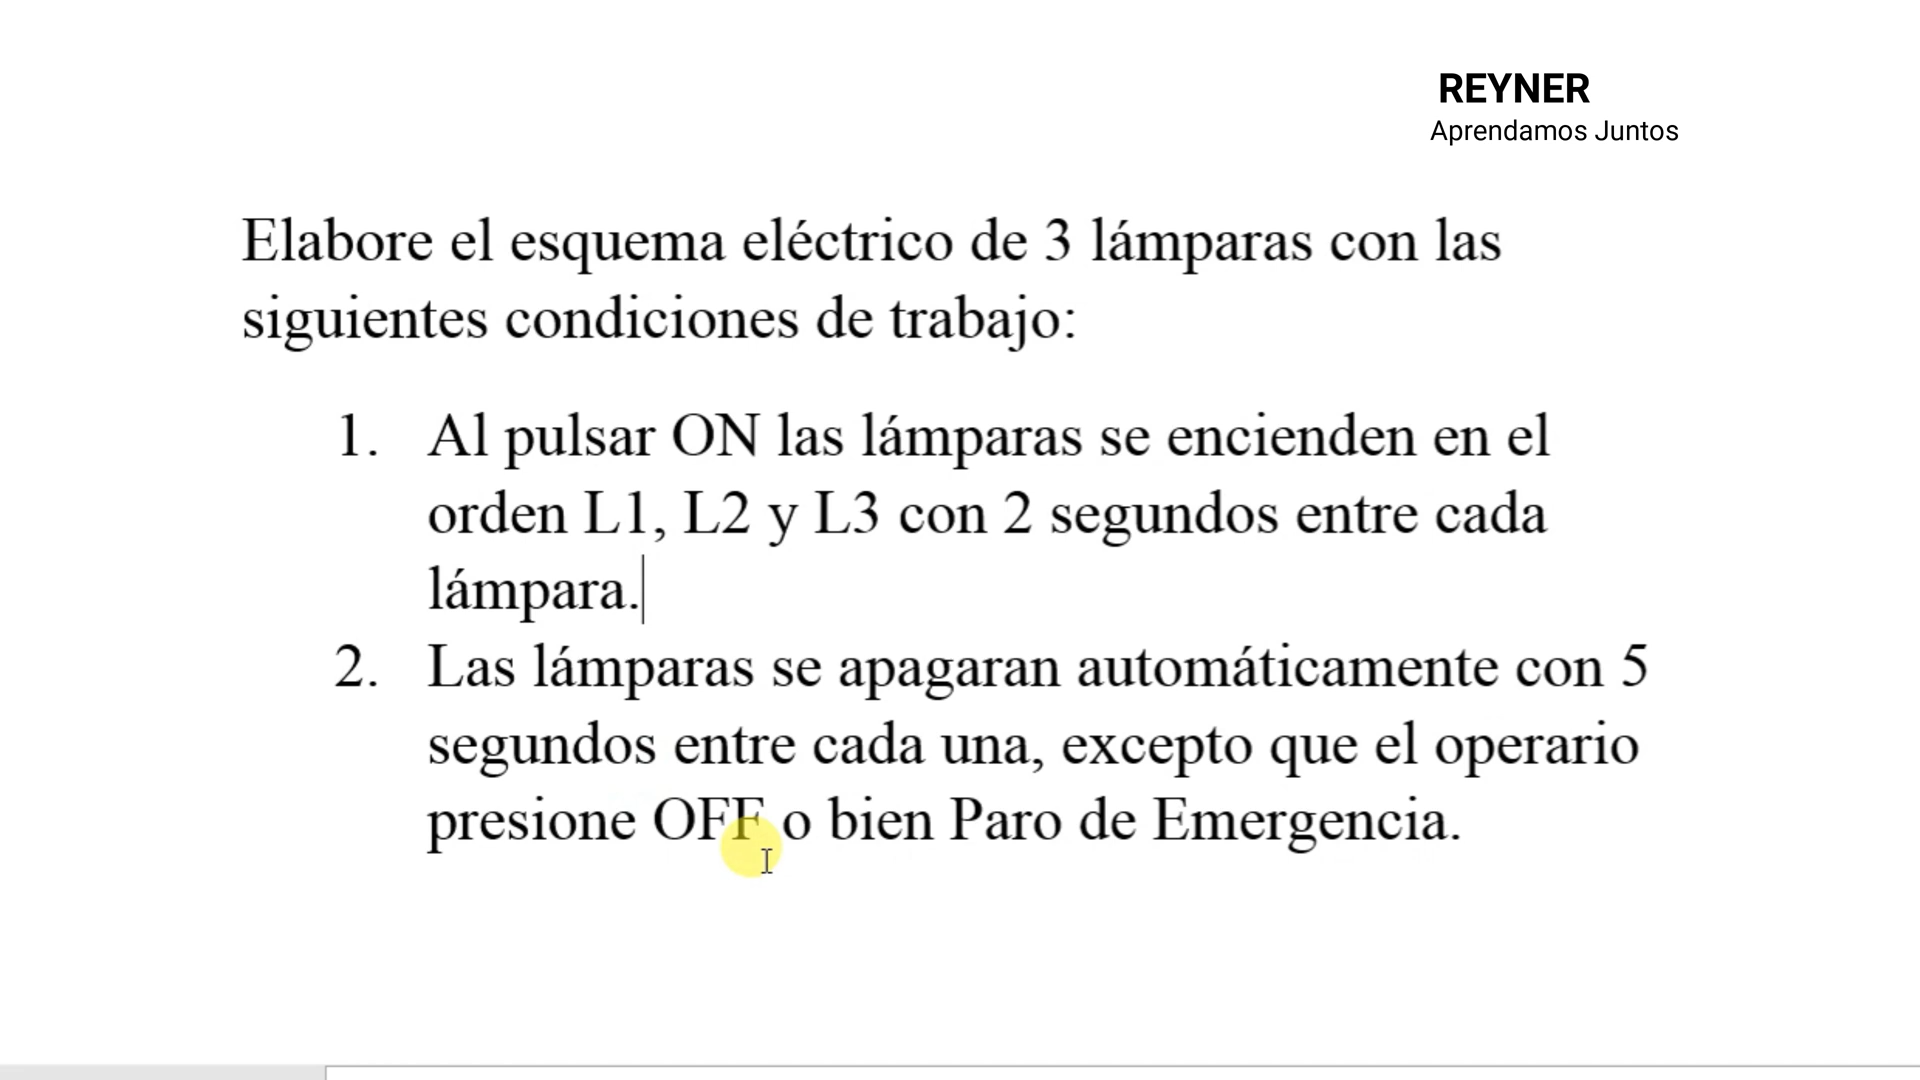 REYNER
Aprendamos Juntos
Elabore el esquema eléctrico de 3 lámparas con las
siguientes condiciones de trabajo:
1. Al pulsar ON las lámparas se encienden en el
orden L1, L2 y L3 con 2 segundos entre cada
lámpara.
2. Las lámparas se apagaran automáticamente con 5
segundos entre cada una, excepto que el operario
presione OFF o bien Paro de Emergencia.